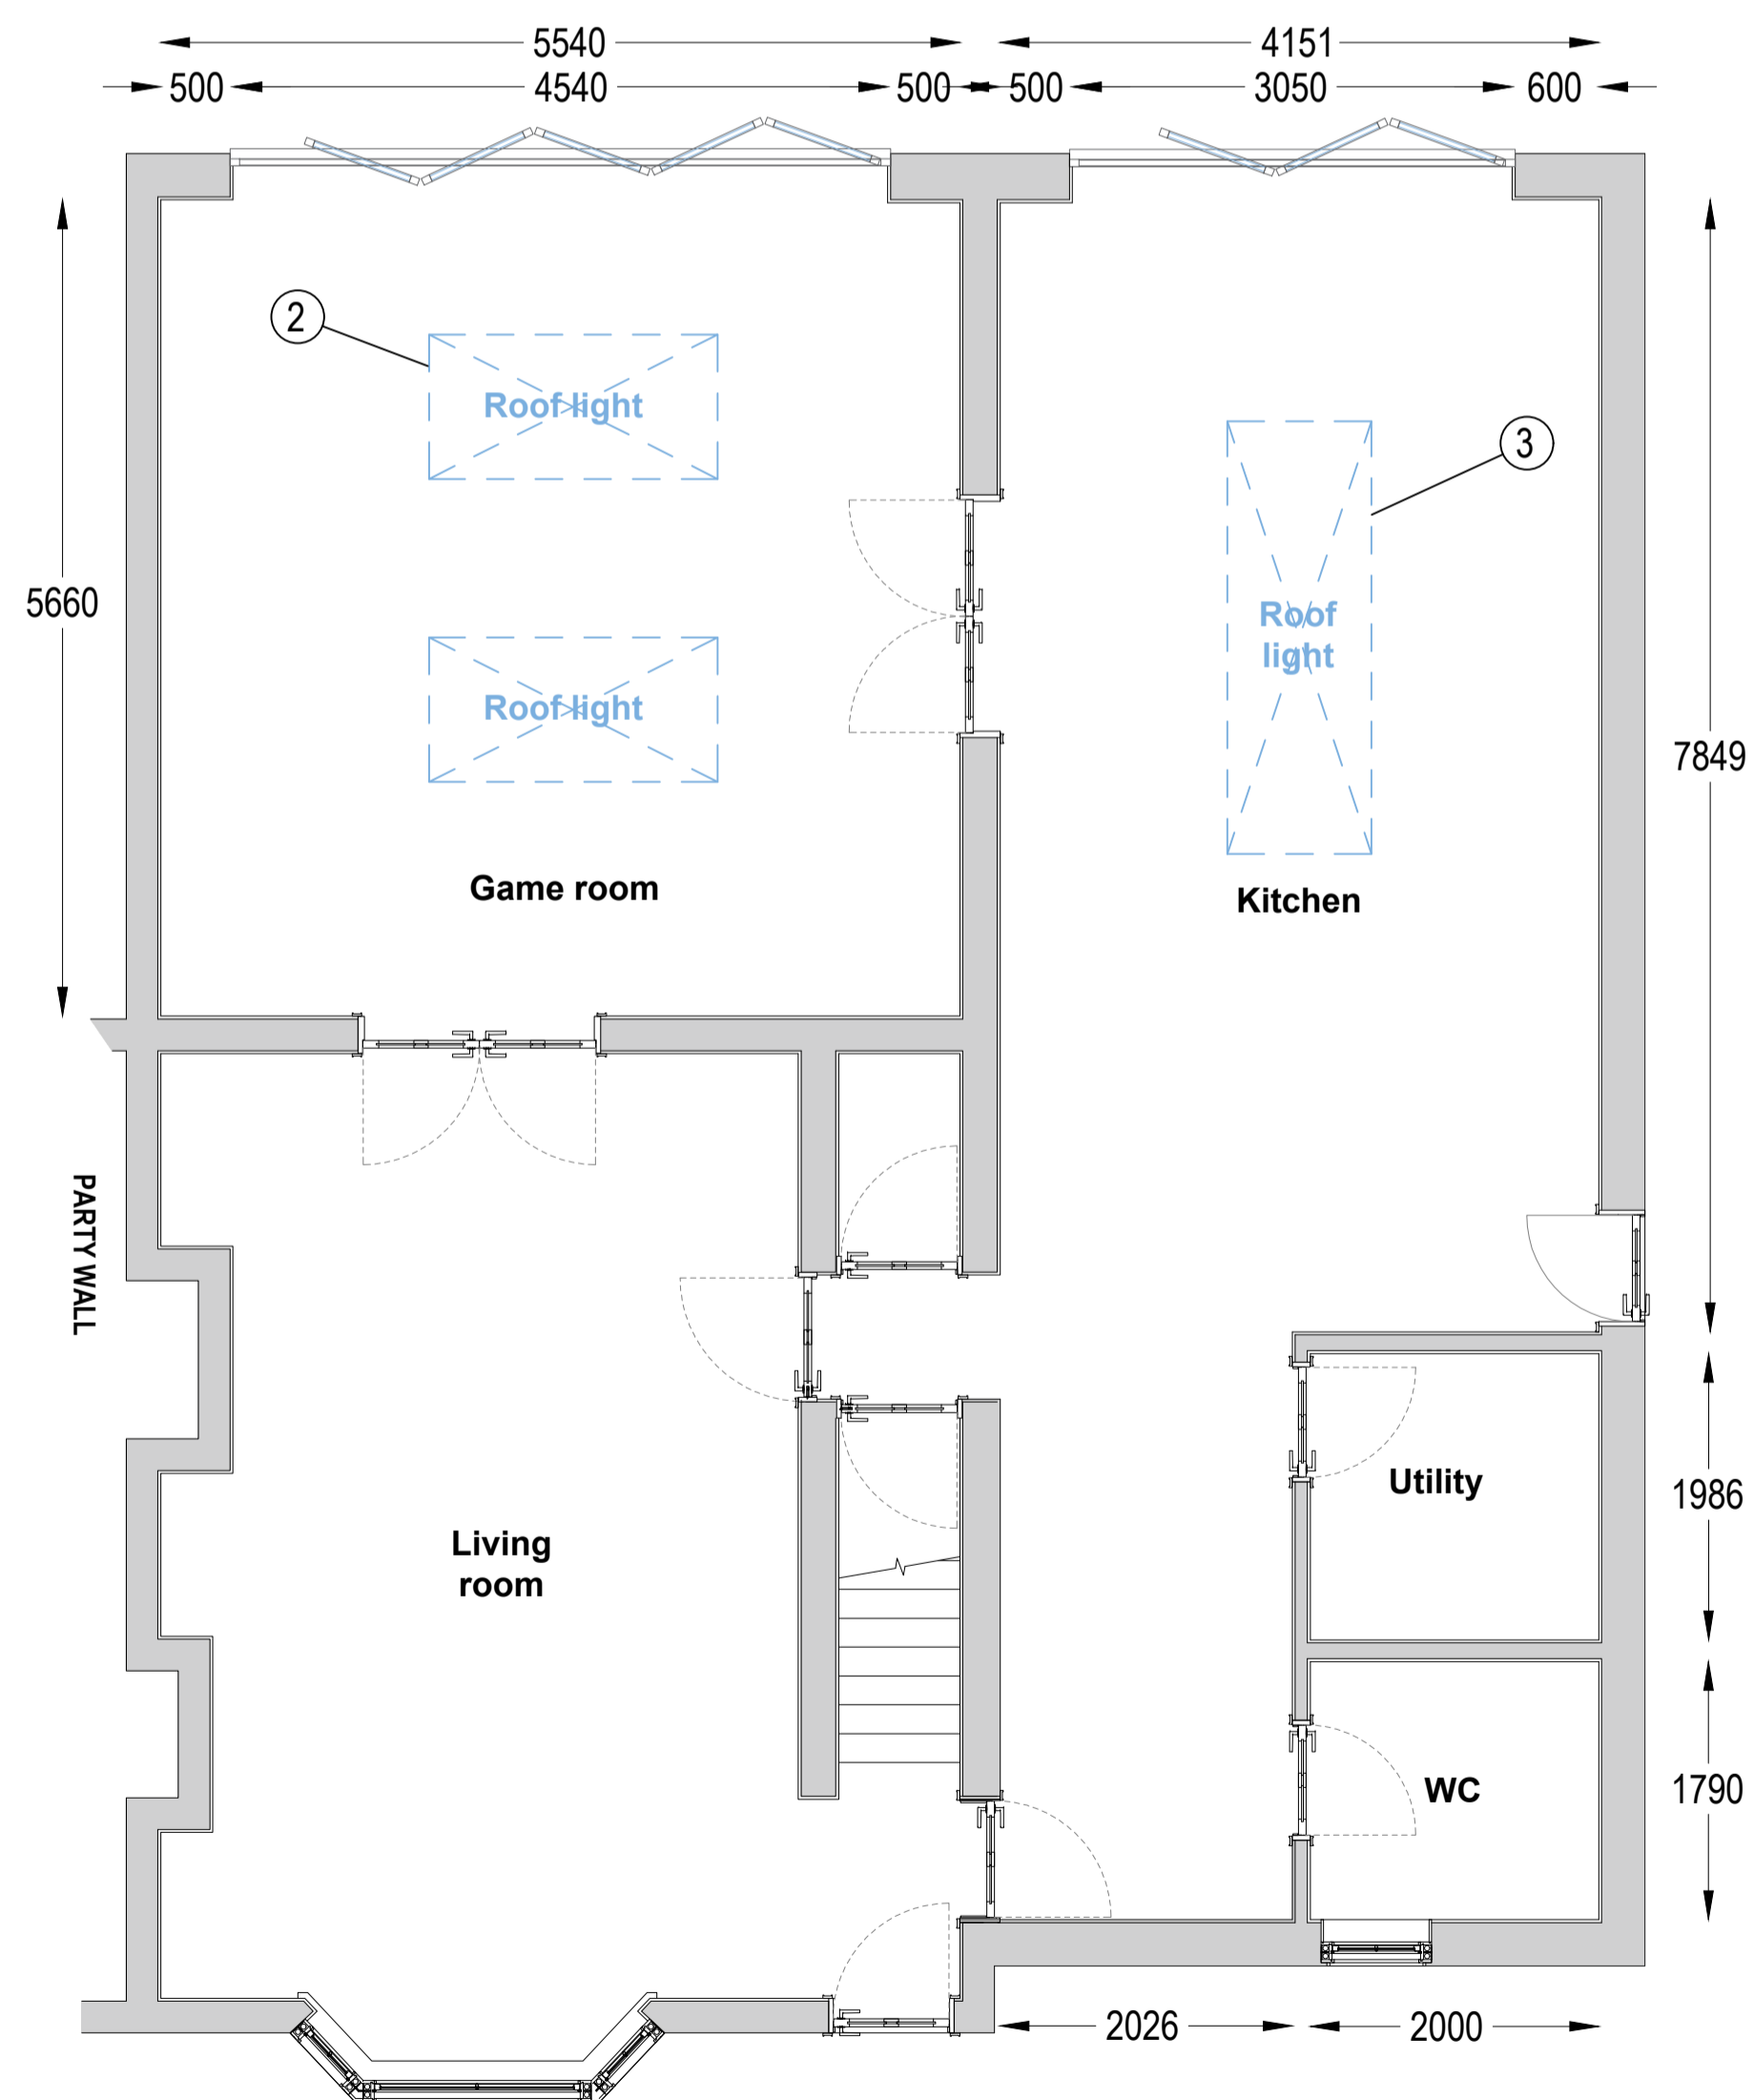 5540
4151
500
4540
500
500
3050
600
2
Roof light
3
5660
Roof
light
Roof light
7849
Game room
Kitchen
PARTY WALL
Utility
1986
Living
room
WC
1790
2026
2000